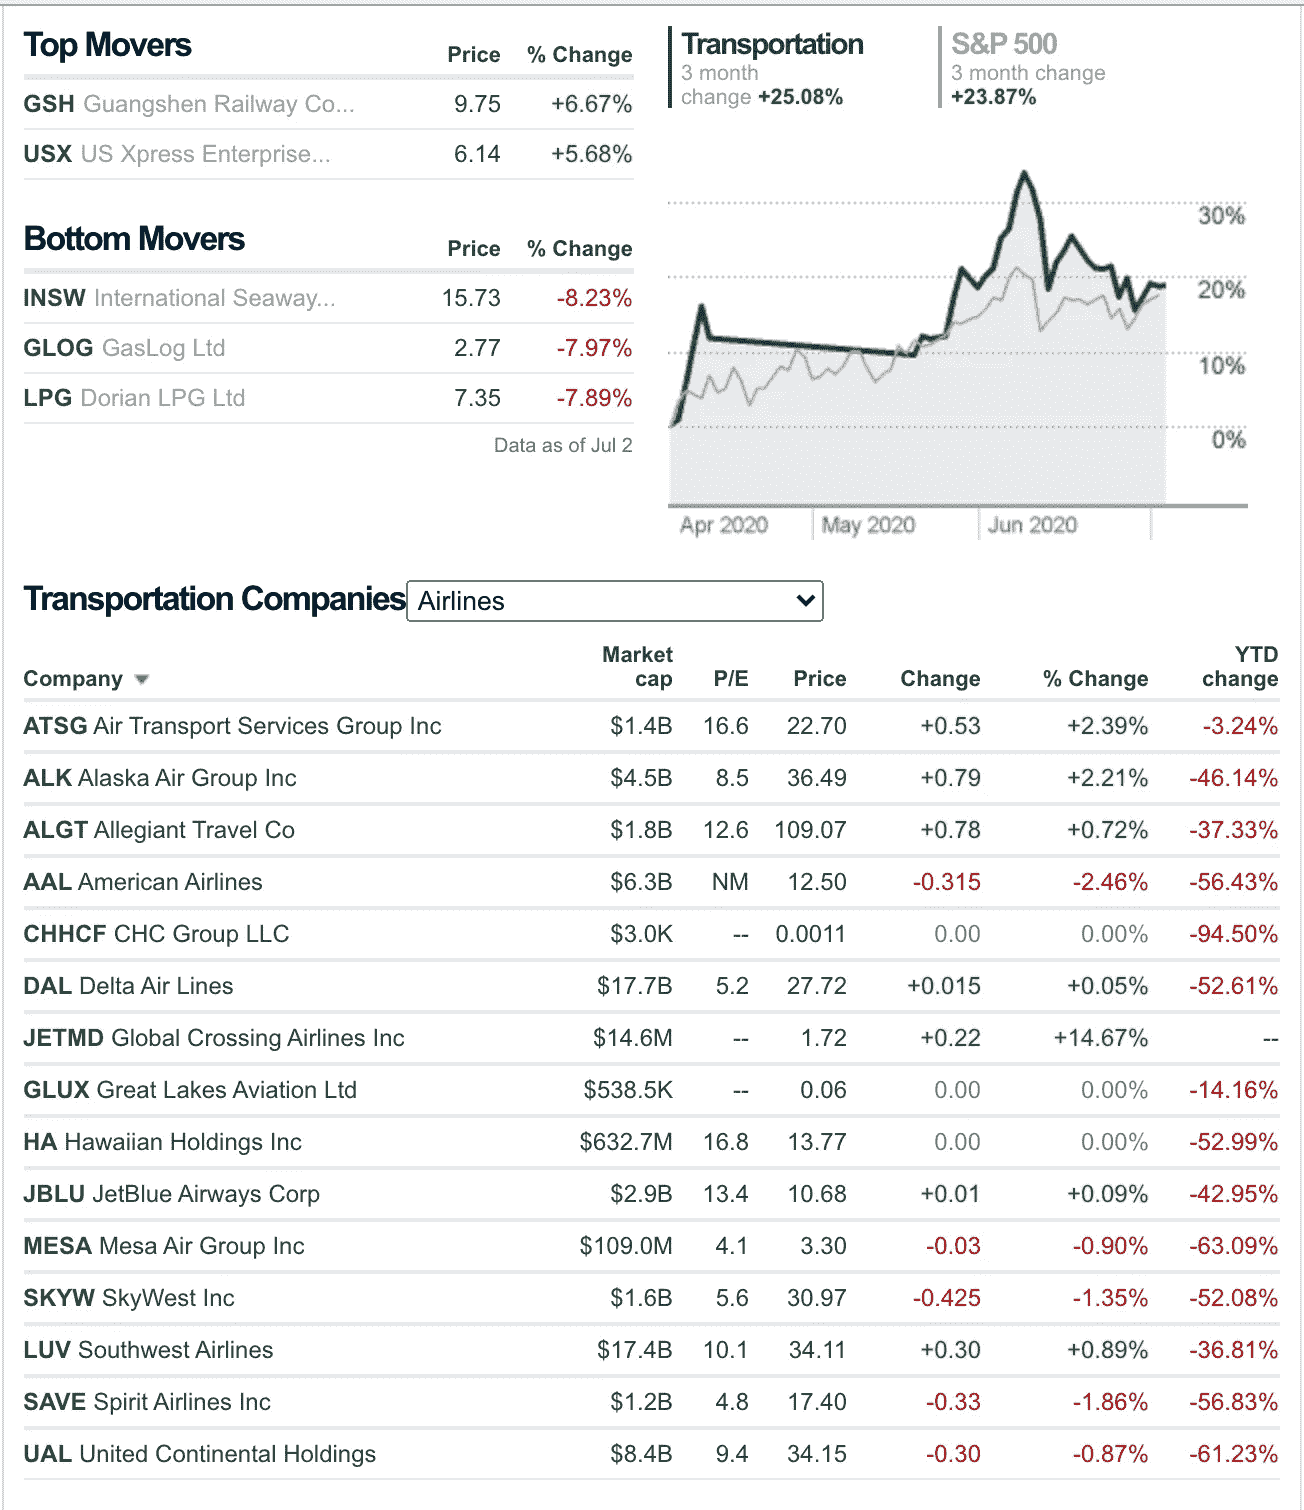 Top Movers Price % Change
GSH Guangshen Railway Co... 9.75 +6.67%
USX US Xpress Enterprise... 6.14 +5.68%
Bottom Movers Price % Change
INSW International Seaway... 15.73 -8.23%
GLOG GasLog Ltd 2.77 -7.97%
LPG Dorian LPG Ltd 7.35 -7.89%
Data as of Jul 2
Transportation
3 month
change +25.08%
S&P 500
3 month change
+23.87%
30%
20%
10%
0%
Apr 2020 May 2020 Jun 2020
Transportation Companies Airlines
Company ▼ Market cap P/E Price Change % Change YTD change
ATSG Air Transport Services Group Inc $1.4B 16.6 22.70 +0.53 +2.39% -3.24%
ALK Alaska Air Group Inc $4.5B 8.5 36.49 +0.79 +2.21% -46.14%
ALGT Allegiant Travel Co $1.8B 12.6 109.07 +0.78 +0.72% -37.33%
AAL American Airlines $6.3B NM 12.50 -0.315 -2.46% -56.43%
CHHCF CHC Group LLC $3.0K -- 0.0011 0.00 0.00% -94.50%
DAL Delta Air Lines $17.7B 5.2 27.72 +0.015 +0.05% -52.61%
JETMD Global Crossing Airlines Inc $14.6M -- 1.72 +0.22 +14.67% --
GLUX Great Lakes Aviation Ltd $538.5K -- 0.06 0.00 0.00% -14.16%
HA Hawaiian Holdings Inc $632.7M 16.8 13.77 0.00 0.00% -52.99%
JBLU JetBlue Airways Corp $2.9B 13.4 10.68 +0.01 +0.09% -42.95%
MESA Mesa Air Group Inc $109.0M 4.1 3.30 -0.03 -0.90% -63.09%
SKYW SkyWest Inc $1.6B 5.6 30.97 -0.425 -1.35% -52.08%
LUV Southwest Airlines $17.4B 10.1 34.11 +0.30 +0.89% -36.81%
SAVE Spirit Airlines Inc $1.2B 4.8 17.40 -0.33 -1.86% -56.83%
UAL United Continental Holdings $8.4B 9.4 34.15 -0.30 -0.87% -61.23%